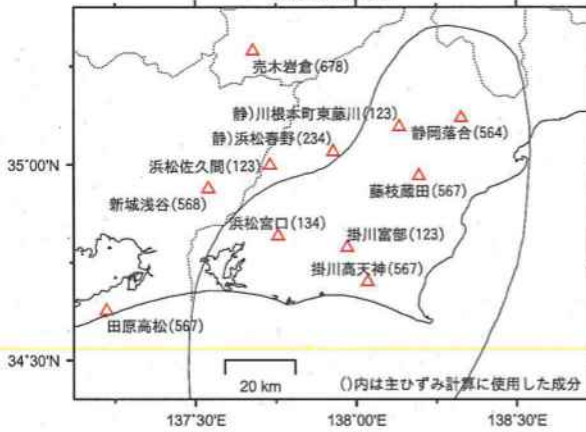 売木岩倉(678)
静)川根本町東藤川(123)
静岡落合(564)
静)浜松春野(234)
35°00'N
浜松佐久間(123)
藤枝蔵田(567)
新城浅谷(568)
浜松宮口(134)
掛川富部(123)
掛川高天神(567)
田原高松(567)
34°30'N
20 km
()内は主ひずみ計算に使用した成分
137°30'E
138°00'E
138°30'E